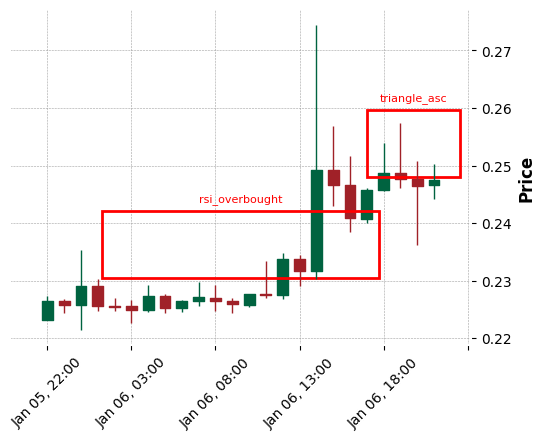 0.27
triangle_asc
0.26
0.25
Price
rsi_overbought
0.24
0.23
0.22
Jan 05, 22:00
Jan 06, 03:00
Jan 06, 08:00
Jan 06, 13:00
Jan 06, 18:00